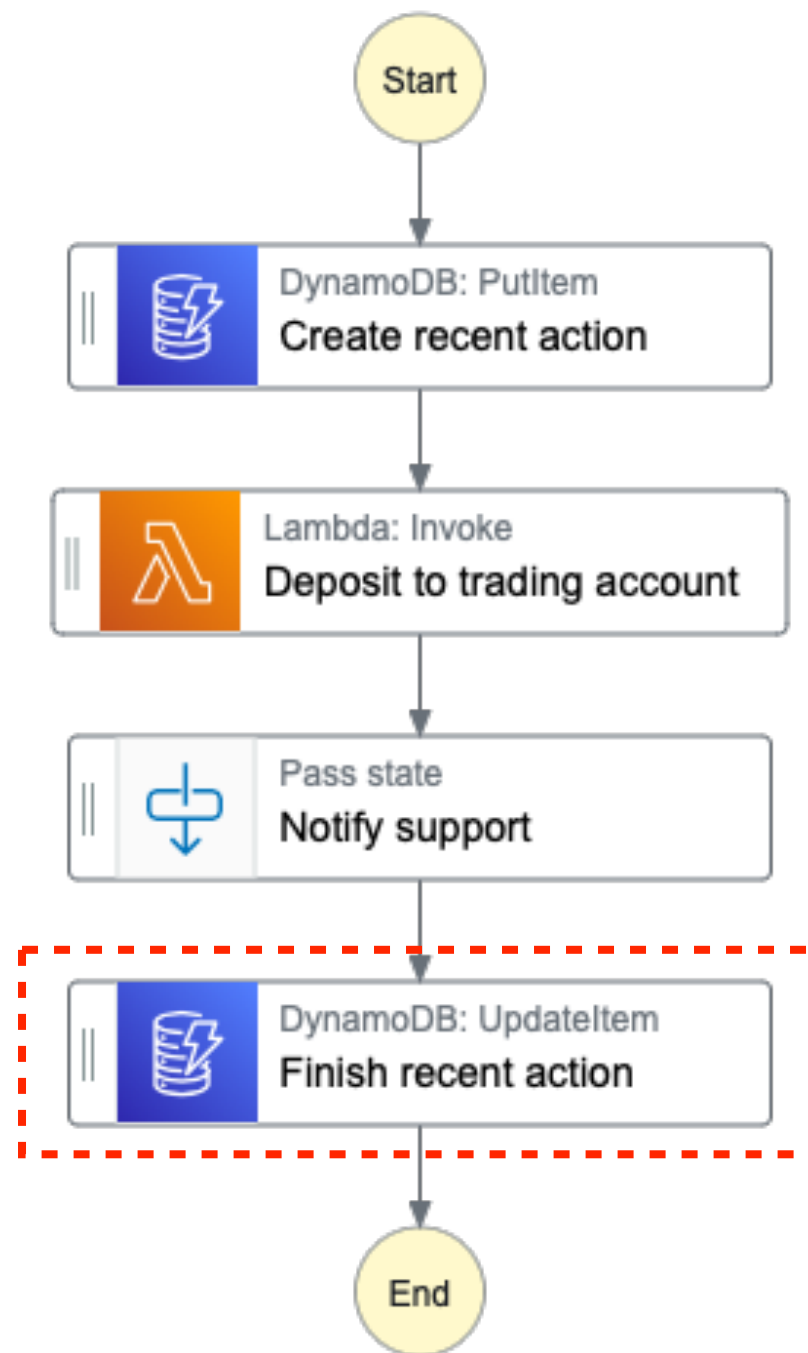 Start
DynamoDB: PutItem
Create recent action
Lambda: Invoke
Deposit to trading account
Pass state
Notify support
DynamoDB: UpdateItem
Finish recent action
End